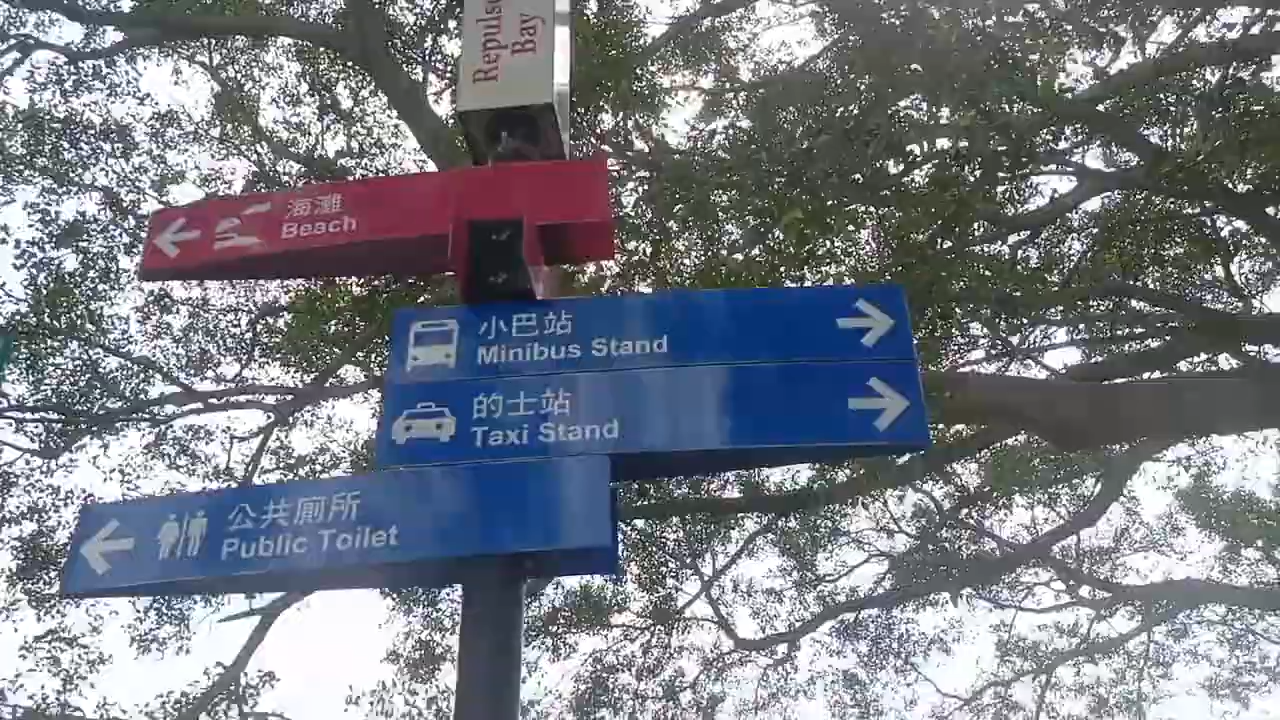 Repulse
Bay
海灘
Beach
小巴站
Minibus Stand
的士站
Taxi Stand
公共廁所
Public Toilet